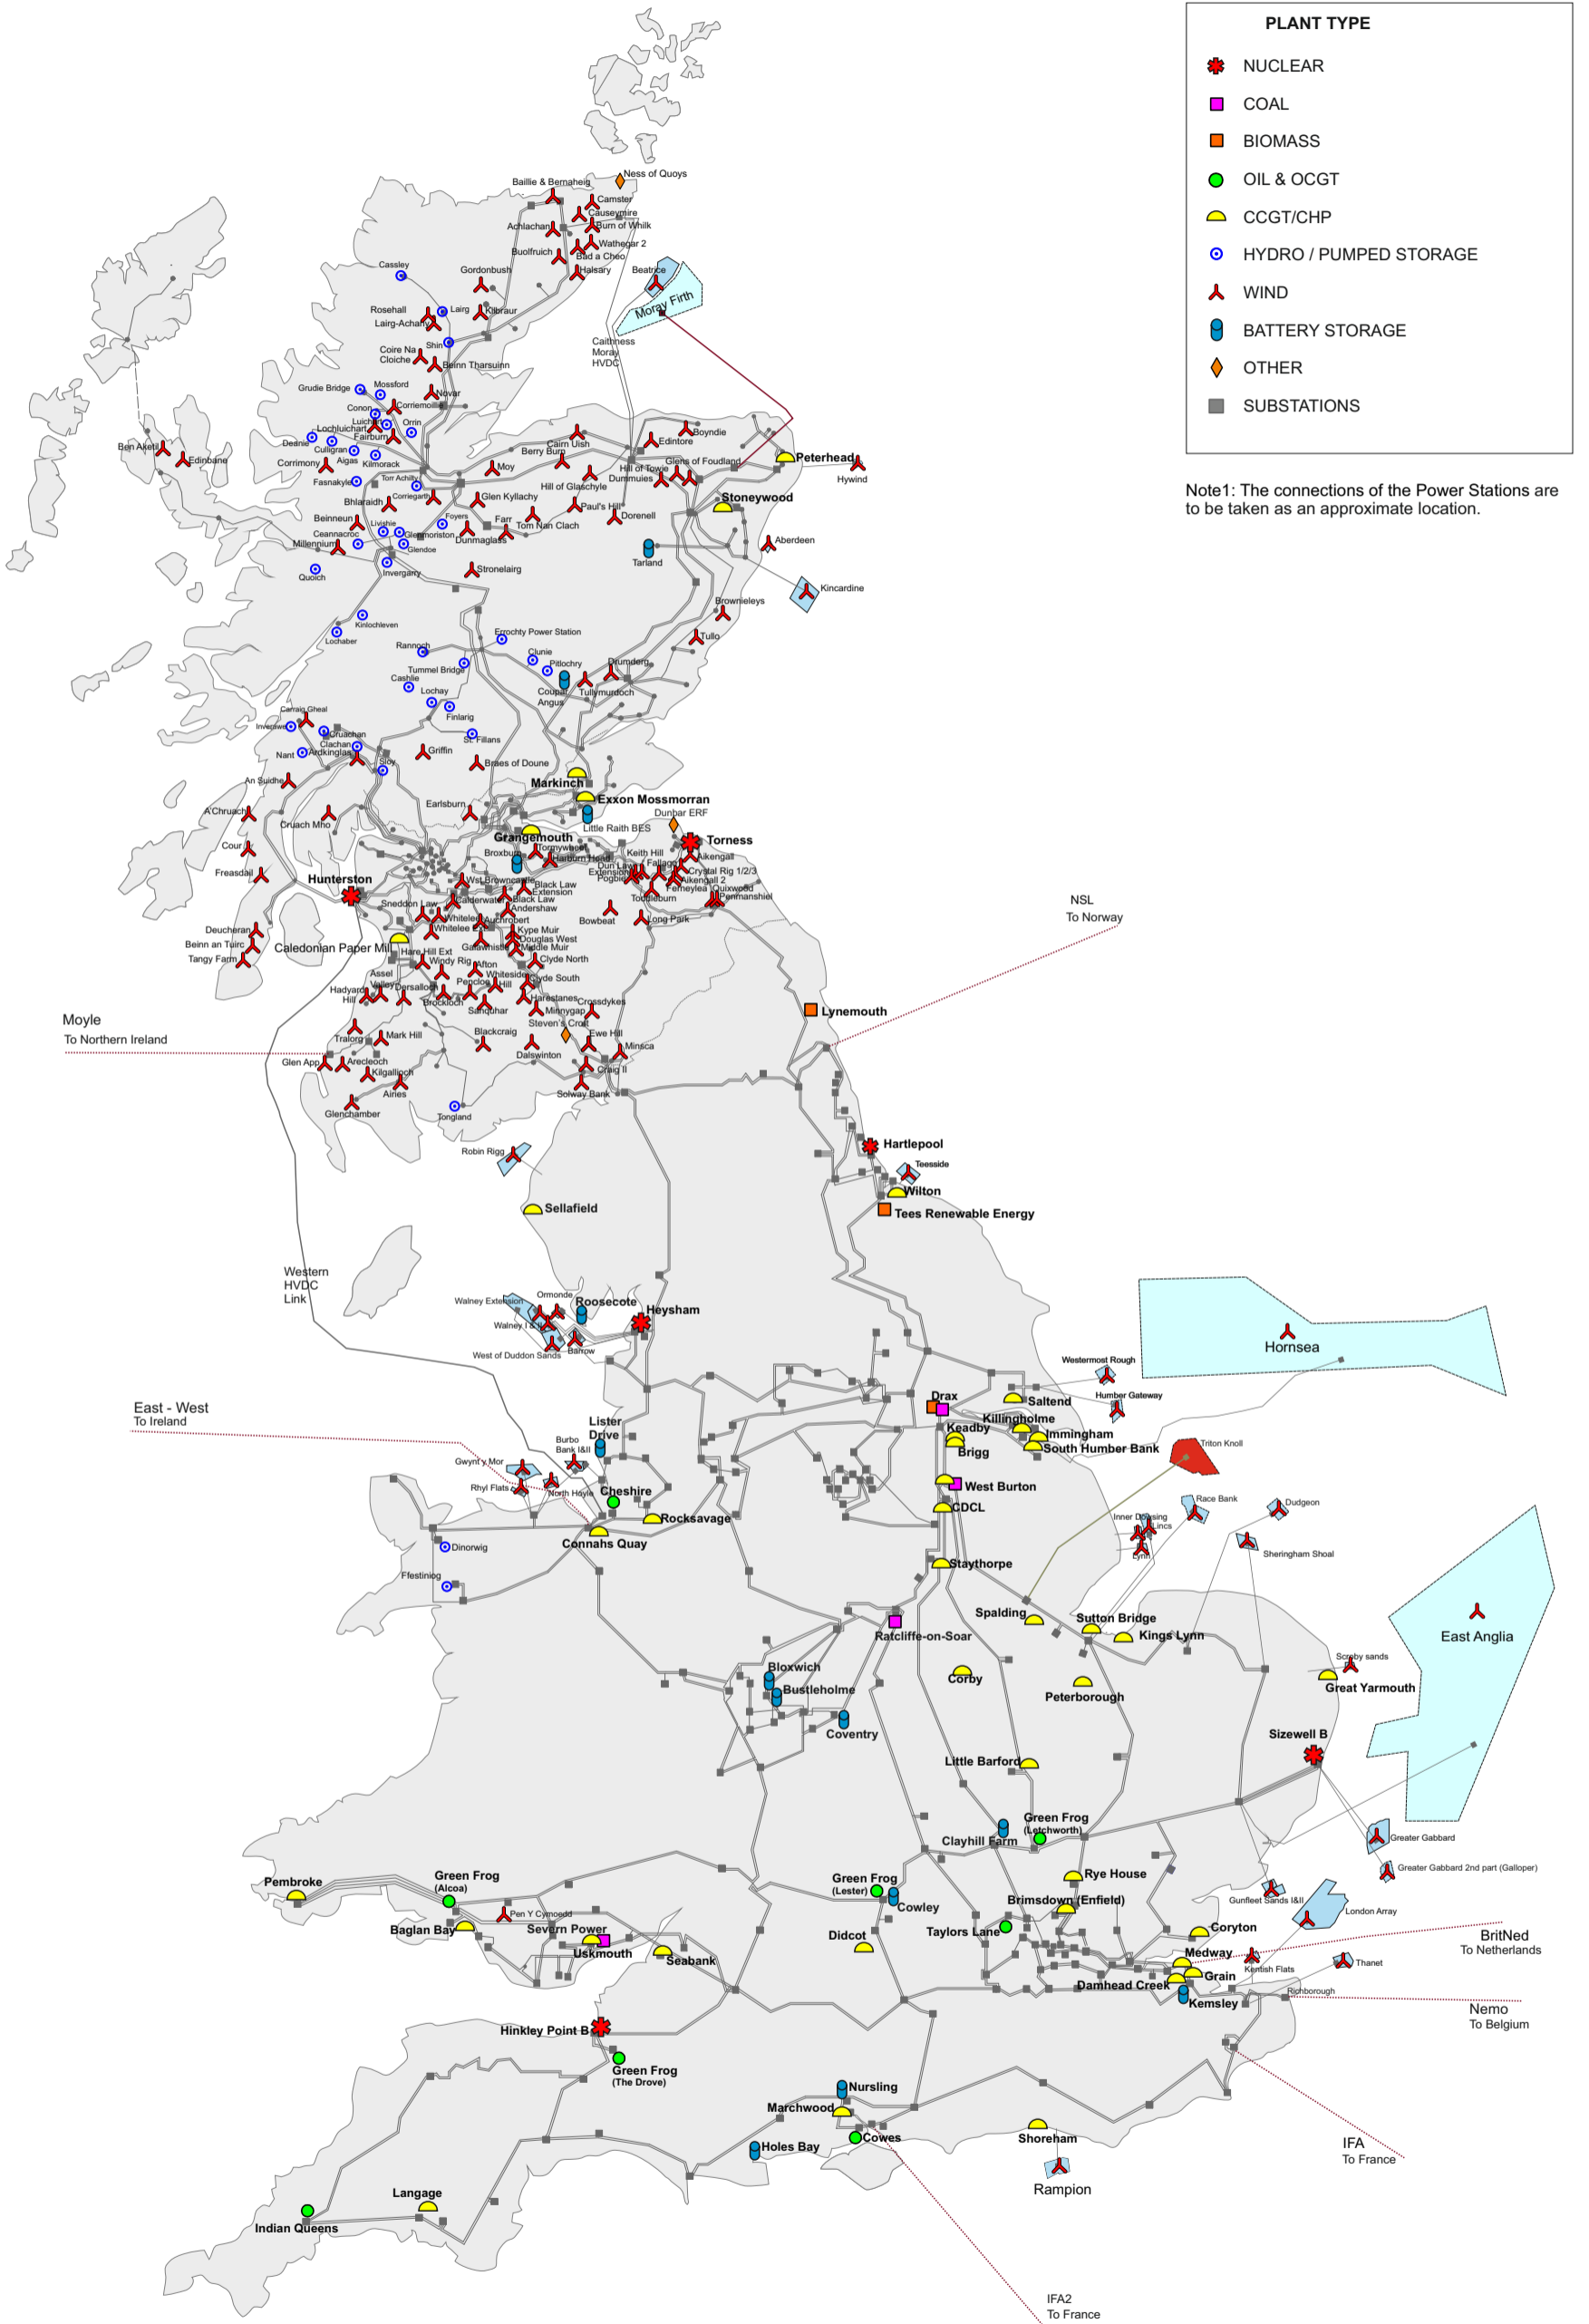 PLANT TYPE
NUCLEAR
COAL
BIOMASS
OIL & OCGT
CCGT/CHP
HYDRO / PUMPED STORAGE
WIND
BATTERY STORAGE
OTHER
SUBSTATIONS
Note1: The connections of the Power Stations are
to be taken as an approximate location.
Ness of Quoys
Baillie & Bernaheig
Camster
Causeymire
Achlachan
Burn of Whilk
Wathegar 2
Buolfruich
Bad a Cheo
Halsary
Cassley
Gordonbush
Beatrice
Moray Firth
Rosehall
Lairg
Kilbraur
Lairg-Achany
Caithness
Moray
HVDC
Shin
Coire Na
Cloiche
Beinn Tharsuinn
Grudie Bridge
Mossford
Novar
Corriemoillie
Conon
Luichart
Lochluichart
Orrin
Fairburn
Deanie
Culligran
Aigas
Kilmorack
Corrimony
Fasnakyle
Torr Achilty
Corriegarth
Bhlaraidh
Beinneun
Livishie
Ceannacroc
Glenmoriston
Millennium
Glendoe
Foyers
Quoich
Invergarry
Ben Aketil
Edinbane
Cairn Uish
Berry Burn
Moy
Edintore
Boyndie
Glens of Foudland
Hill of Towie
Dummuies
Hill of Glaschyle
Peterhead
Hywind
Glen Kyllachy
Paul's Hill
Farr
Tom Nan Clach
Dorenell
Dunmaglass
Stoneywood
Tarland
Aberdeen
Stronelairg
Kincardine
Brownieleys
Kinlochleven
Lochaber
Tullo
Errochty Power Station
Rannoch
Clunie
Pitlochry
Tummel Bridge
Drumderg
Cashlie
Coupar
Angus
Tullymurdoch
Lochay
Finlarig
Carraig Gheal
Inverawe
Cruachan
Clachan
Nant
Ardkinglas
Sloy
St. Fillans
Griffin
Braes of Doune
An Suidhe
Markinch
A'Chruach
Cruach Mho
Earlsburn
Exxon Mossmorran
Dunbar ERF
Little Raith BES
Grangemouth
Torness
Cour
Tormywheel
Broxburn
Harburn Head
Keith Hill
Aikengall
Dun Law
Fallago
Extension
Pogbie
Crystal Rig 1/2/3
Aikengall 2
Freasdail
Hunterston
Wst.Browncastle
Black Law
Extension
Ferneylea
Quixwood
Toddleburn
Penmanshiel
Sneddon Law
Calderwater
Black Law
Andershaw
Whitelee
Auchrobert
Bowbeat
Long Park
Whitelee Ext
Kype Muir
Deucheran
Beinn an Tuirc
Tangy Farm
Caledonian Paper Mill
Galawhistle
Douglas West
Middle Muir
Hare Hill Ext
Windy Rig
Afton
Clyde North
Assel
Valley
Dersalloch
Whiteside
Hill
Clyde South
Hadyard
Hill
Pencloe
Brockloch
Sanquhar
Harestanes
Minnygap
Crossdykes
Steven's Croft
Ewe Hill
Traiorg
Mark Hill
Blackcraig
Dalswinton
Minsca
Glen App
Arecleoch
Kilgallioch
Craig II
Airies
Solway Bank
Glenchamber
Tongland
Moyle
To Northern Ireland
NSL
To Norway
Lynemouth
Robin Rigg
Hartlepool
Teesside
Wilton
Tees Renewable Energy
Sellafield
Western
HVDC
Link
Walney Extension
Ormonde
Roosecote
Heysham
Walney I & II
West of Duddon Sands
Barrow
Hornsea
Westermost Rough
Humber Gateway
East - West
To Ireland
Drax
Saltend
Killingholme
Keadby
Immingham
Brigg
South Humber Bank
Triton Knoll
Lister
Drive
Burbo
Bank I&II
Gwynt y Mor
Rhyl Flats
North Hoyle
Cheshire
Rocksavage
Connahs Quay
West Burton
CDCL
Race Bank
Dudgeon
Inner Dowsing
Lincs
Lynn
Sheringham Shoal
Dinorwig
Ffestiniog
Staythorpe
Spalding
Sutton Bridge
Kings Lynn
Ratcliffe-on-Soar
East Anglia
Scroby sands
Great Yarmouth
Corby
Peterborough
Bloxwich
Bustleholme
Coventry
Sizewell B
Little Barford
Green Frog
(Letchworth)
Clayhill Farm
Greater Gabbard
Greater Gabbard 2nd part (Galloper)
Pembroke
Green Frog
(Alcoa)
Green Frog
(Lester)
Rye House
Gunfleet Sands I&II
London Array
Cowley
Brimsdown (Enfield)
Pen Y Cymoedd
Baglan Bay
Severn Power
Uskmouth
Seabank
Didcot
Taylors Lane
Coryton
BritNed
To Netherlands
Medway
Kentish Flats
Thanet
Grain
Damhead Creek
Kemsley
Richborough
Nemo
To Belgium
Hinkley Point B
Green Frog
(The Drove)
Nursling
Marchwood
Cowes
Holes Bay
Shoreham
Rampion
IFA
To France
Langage
Indian Queens
IFA2
To France